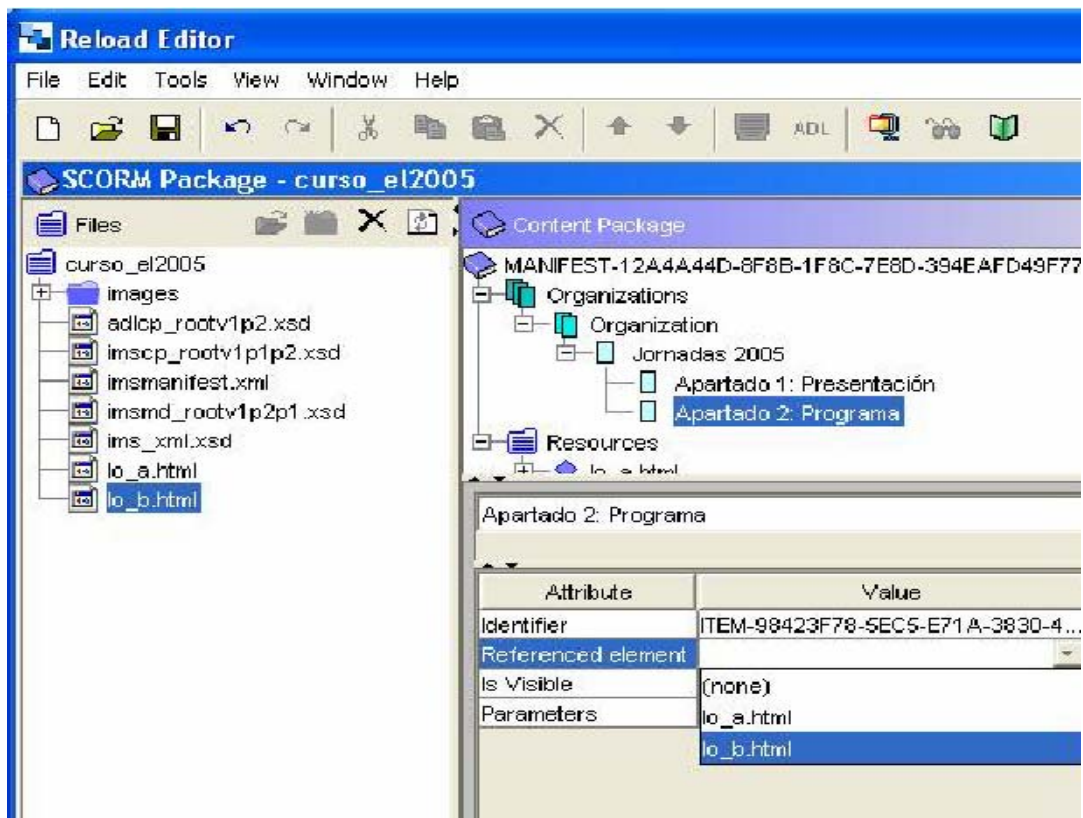 Reload Editor
File Edit Tools View Window Help
ADL
SCORM Package - curso_el2005
Files
curso_el2005
images
adlcp_rootv1p2.xsd
imscp_rootv1p1p2.xsd
imsmanifest.xml
imsmd_rootv1p2p1.xsd
ims_xml.xsd
lo_a.html
lo_b.html
Content Package
MANIFEST-12A4A44D-8F8B-1F8C-7E8D-394EAFD49F77
Organizations
Organization
Jornadas 2005
Apartado 1: Presentación
Apartado 2: Programa
Resources
lo_a.html
Apartado 2: Programa
Attribute Value
Identifier ITEM-98423F78-5EC5-E71A-3830-4...
Referenced element
Is Visible (none)
Parameters lo_a.html
lo_b.html